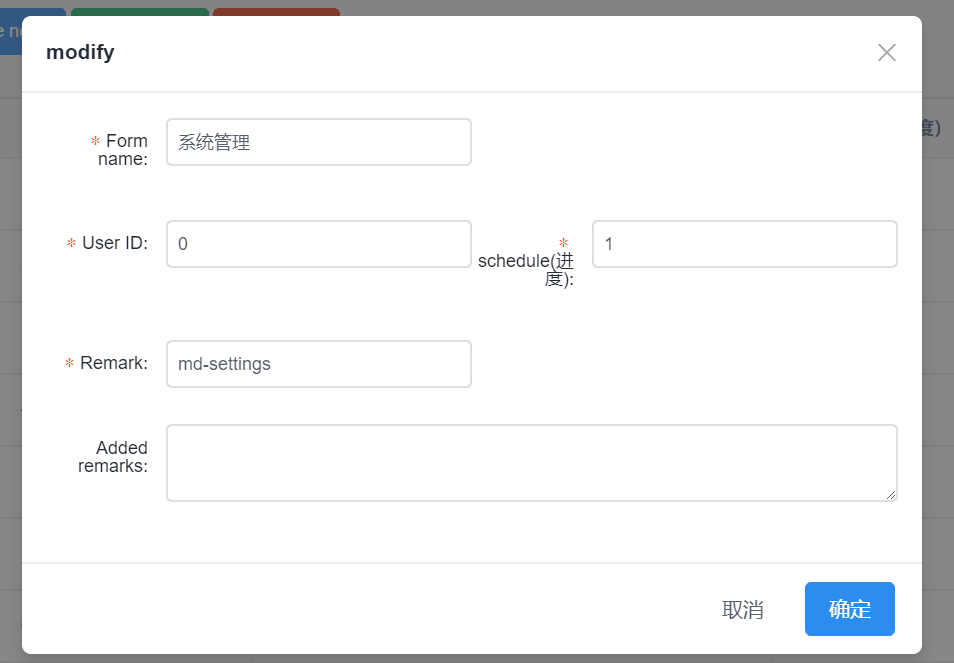 modify
度)
* Form
name:
系统管理
* User ID:
0
*
schedule(进
度):
1
* Remark:
md-settings
Added
remarks:
取消
确定